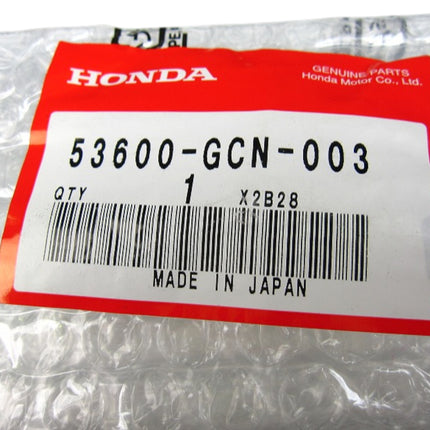 HONDA
GENUINE PARTS
Honda Motor Co., Ltd.
53600-GCN-003
QTY 1 X2B28
MADE IN JAPAN